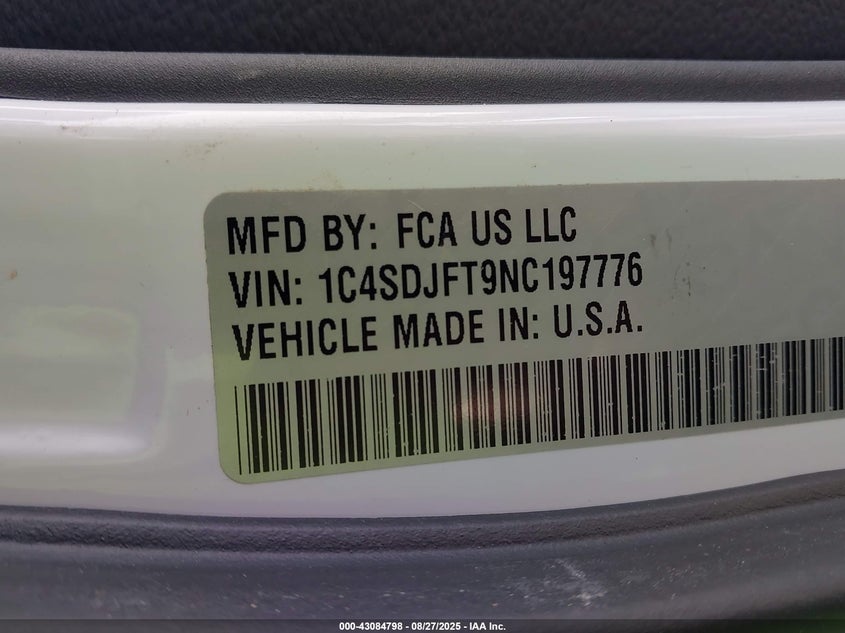 MFD BY: FCA US LLC
VIN: 1C4SDJFT9NC197776
VEHICLE MADE IN: U.S.A.
000-43084798 - 08/27/2025 - IAA Inc.